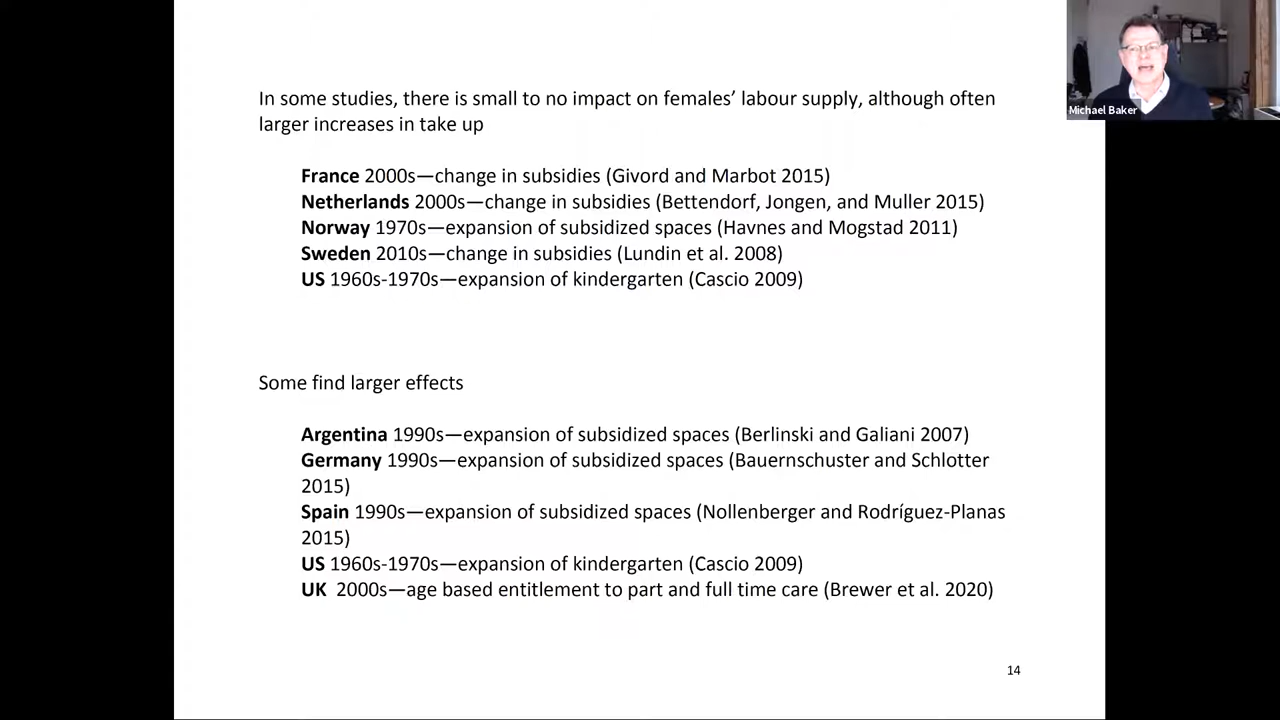 In some studies, there is small to no impact on females’ labour supply, although often
larger increases in take up
France 2000s—change in subsidies (Givord and Marbot 2015)
Netherlands 2000s—change in subsidies (Bettendorf, Jongen, and Muller 2015)
Norway 1970s—expansion of subsidized spaces (Havnes and Mogstad 2011)
Sweden 2010s—change in subsidies (Lundin et al. 2008)
US 1960s-1970s—expansion of kindergarten (Cascio 2009)
Some find larger effects
Argentina 1990s—expansion of subsidized spaces (Berlinski and Galiani 2007)
Germany 1990s—expansion of subsidized spaces (Bauernschuster and Schlotter
2015)
Spain 1990s—expansion of subsidized spaces (Nollenberger and Rodríguez-Planas
2015)
US 1960s-1970s—expansion of kindergarten (Cascio 2009)
UK 2000s—age based entitlement to part and full time care (Brewer et al. 2020)
14
Michael Baker